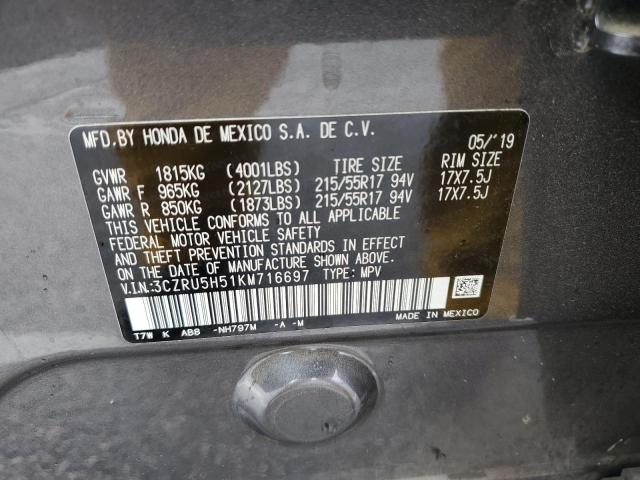 MFD.BY HONDA DE MEXICO S.A. DE C.V. 05/'19
GVWR 1815KG (4001LBS) TIRE SIZE RIM SIZE
GAWR F 965KG (2127LBS) 215/55R17 94V 17X7.5J
GAWR R 850KG (1873LBS) 215/55R17 94V 17X7.5J
THIS VEHICLE CONFORMS TO ALL APPLICABLE
FEDERAL MOTOR VEHICLE SAFETY
AND THEFT PREVENTION STANDARDS IN EFFECT
ON THE DATE OF MANUFACTURE SHOWN ABOVE.
V.I.N:3CZRU5H51KM716697 TYPE: MPV
T7W K AB8 -NH797M -A -M MADE IN MEXICO